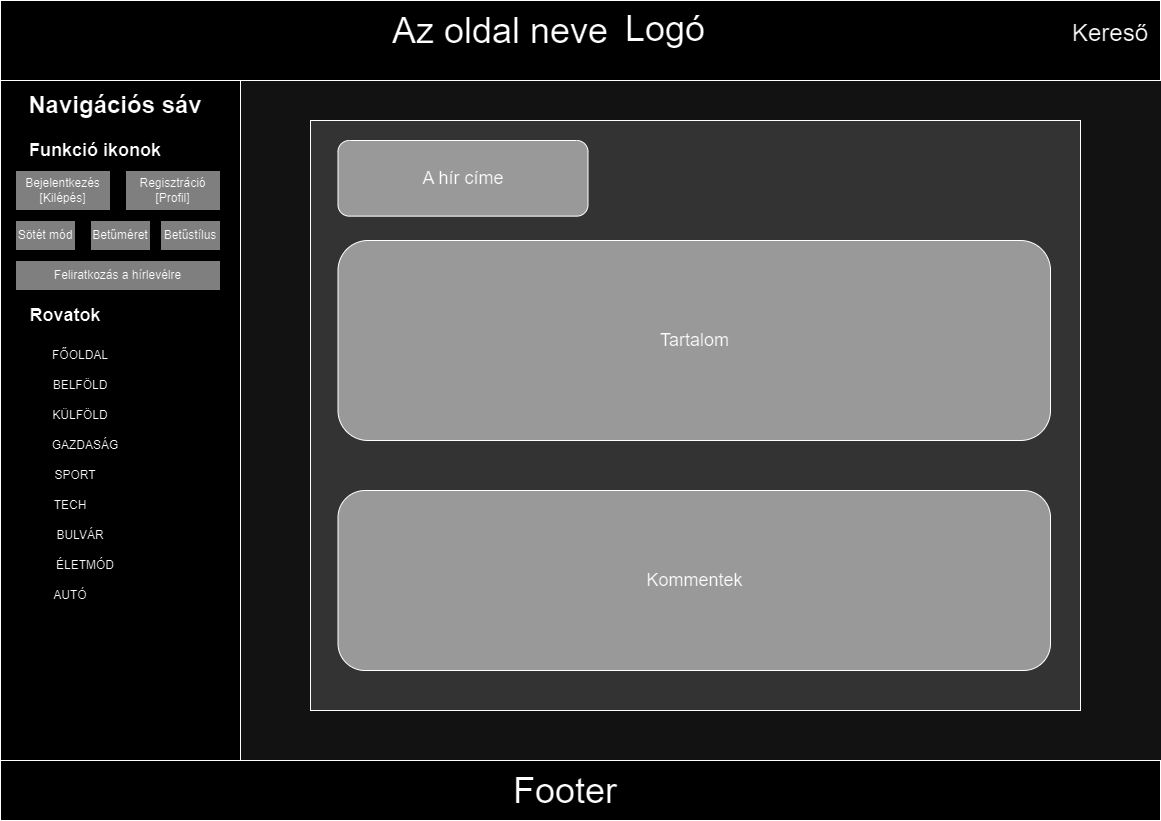 Az oldal neve Logó
Kereső
Navigációs sáv
Funkció ikonok
Bejelentkezés
[Kilépés]
Regisztráció
[Profil]
Sötét mód
Betűméret
Betűstílus
Feliratkozás a hírlevélre
Rovatok
FŐOLDAL
BELFÖLD
KÜLFÖLD
GAZDASÁG
SPORT
TECH
BULVÁR
ÉLETMÓD
AUTÓ
A hír címe
Tartalom
Kommentek
Footer